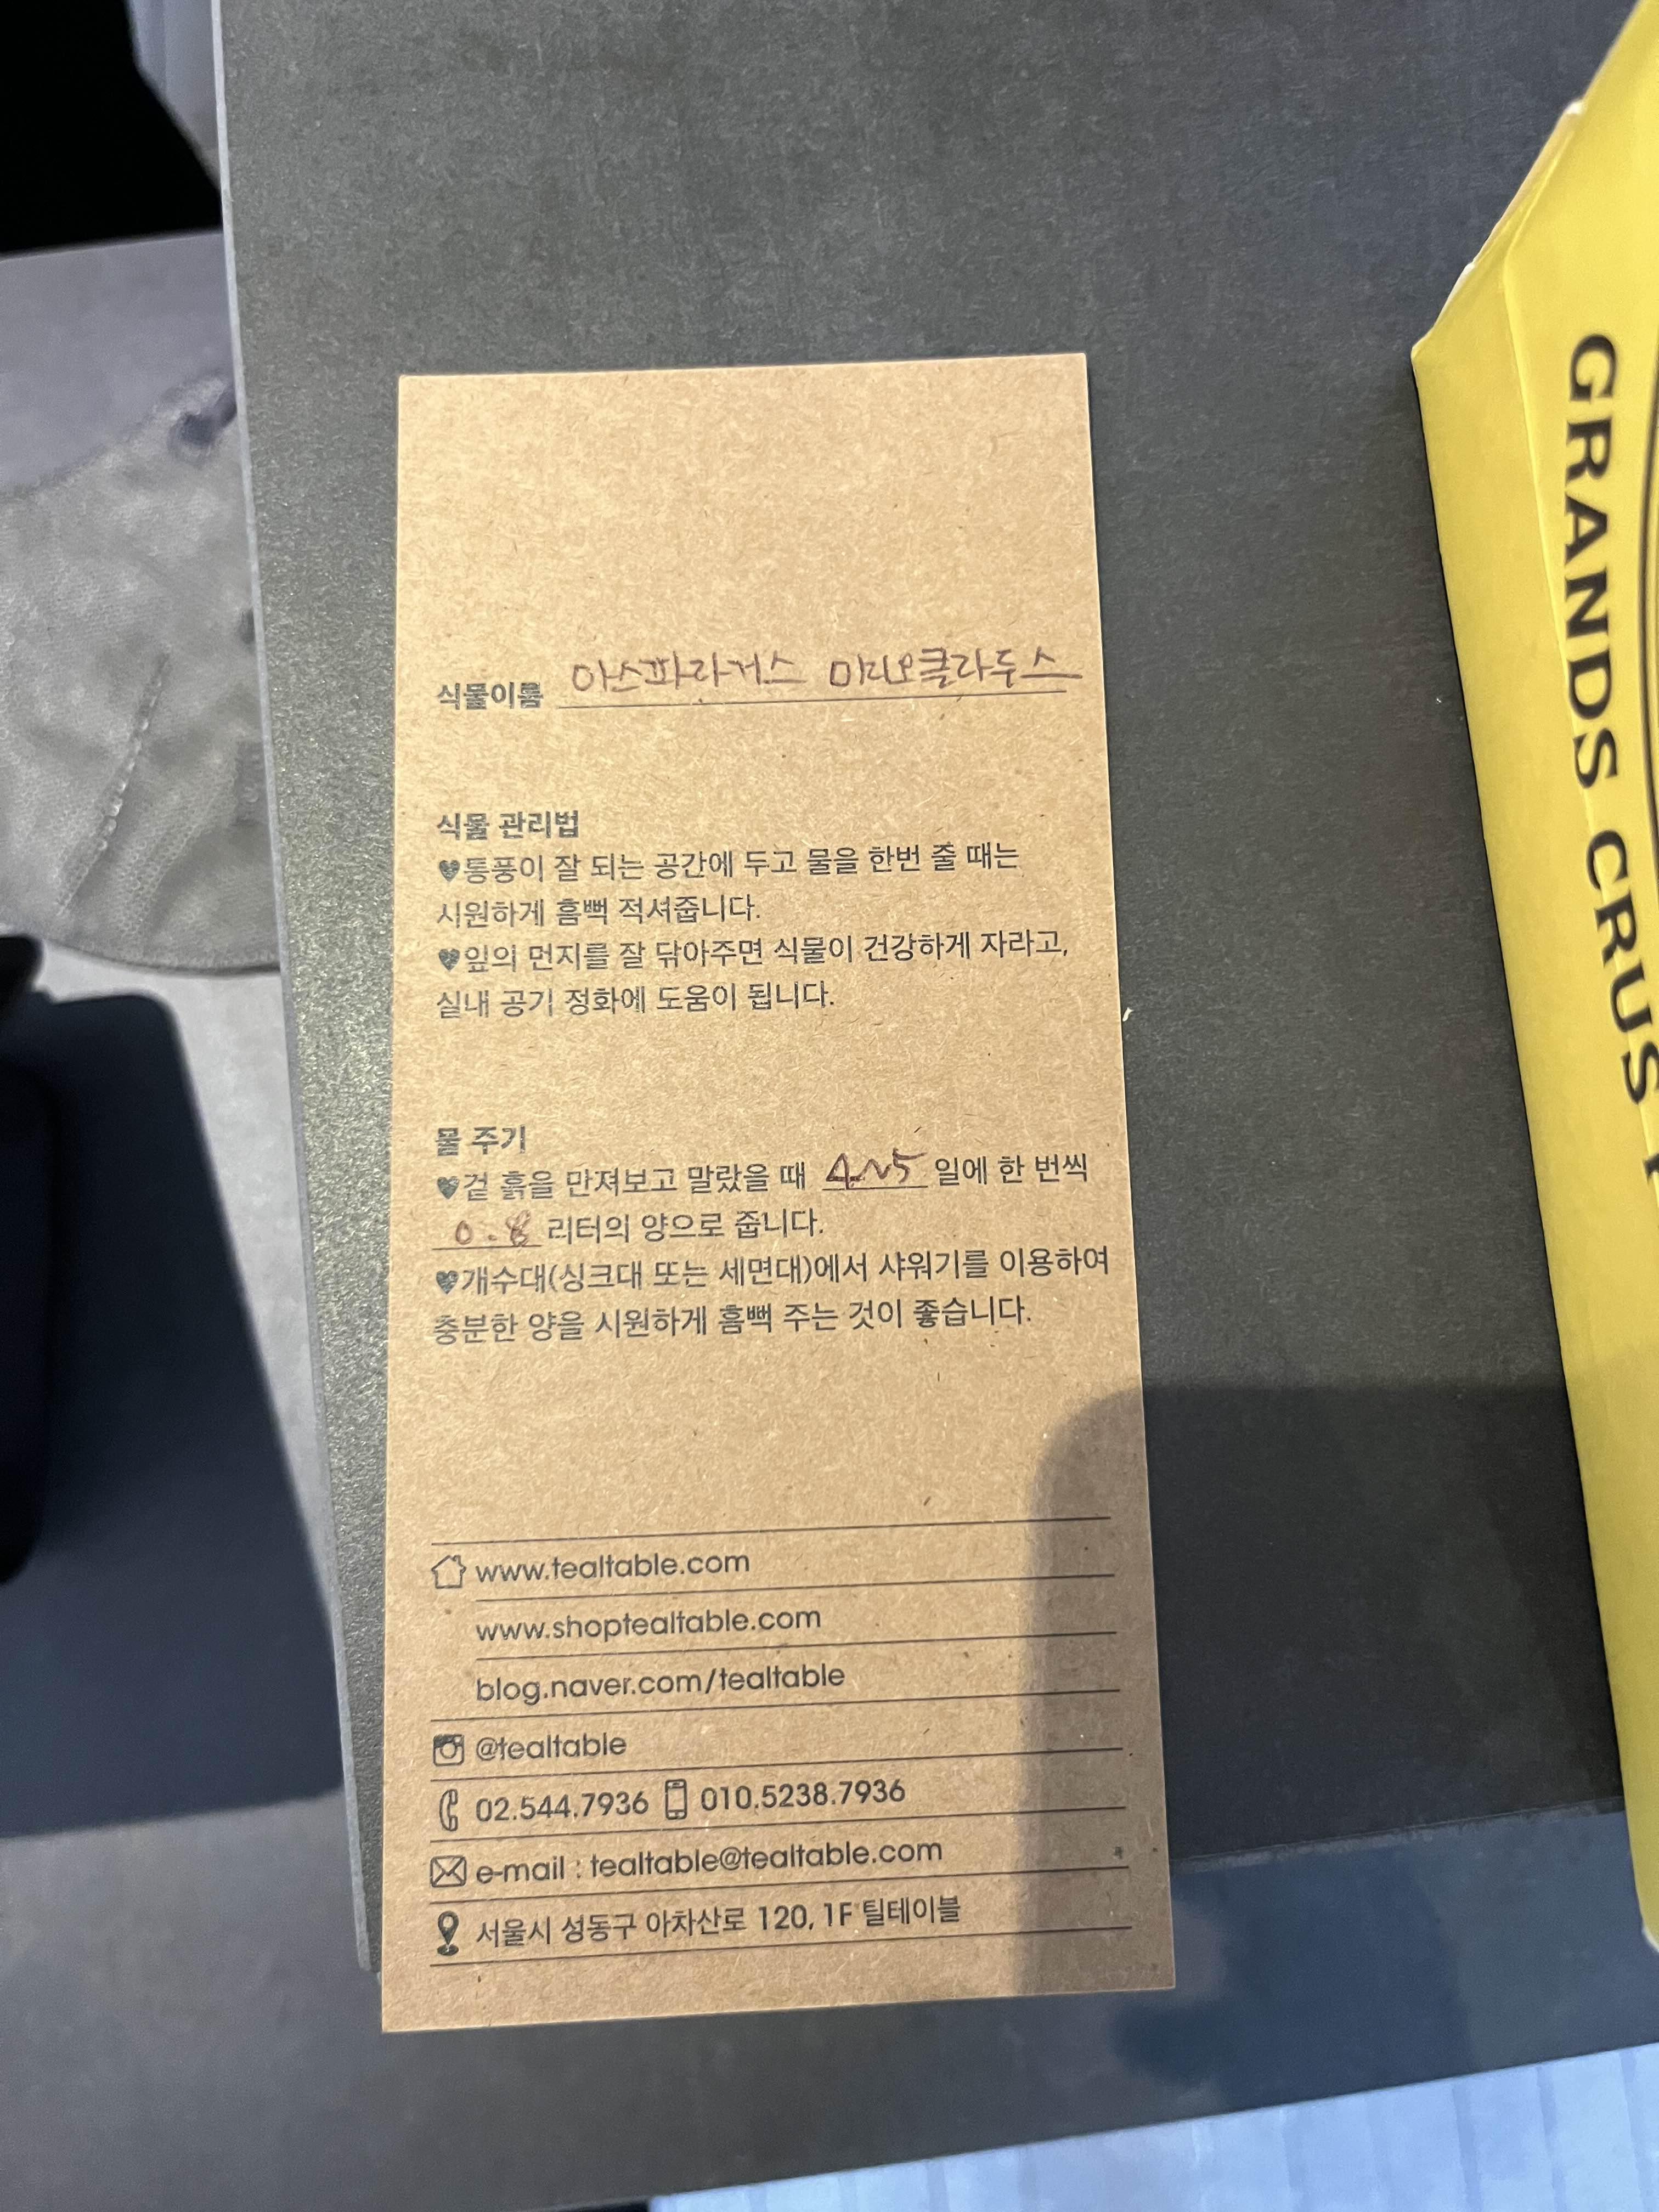 식물이름 아스파라거스 미리오클라두스
식물 관리법
♥통풍이 잘 되는 공간에 두고 물을 한번 줄 때는
시원하게 흠뻑 적셔줍니다.
♥잎의 먼지를 잘 닦아주면 식물이 건강하게 자라고,
실내 공기 정화에 도움이 됩니다.
물 주기
♥겉 흙을 만져보고 말랐을 때 4~5 일에 한 번씩
0.8 리터의 양으로 줍니다.
♥개수대(싱크대 또는 세면대)에서 샤워기를 이용하여
충분한 양을 시원하게 흠뻑 주는 것이 좋습니다.
www.tealtable.com
www.shoptealtable.com
blog.naver.com/tealtable
@tealtable
02.544.7936 010.5238.7936
e-mail : tealtable@tealtable.com
서울시 성동구 아차산로 120, 1F 틸테이블
GRANDS CRUS